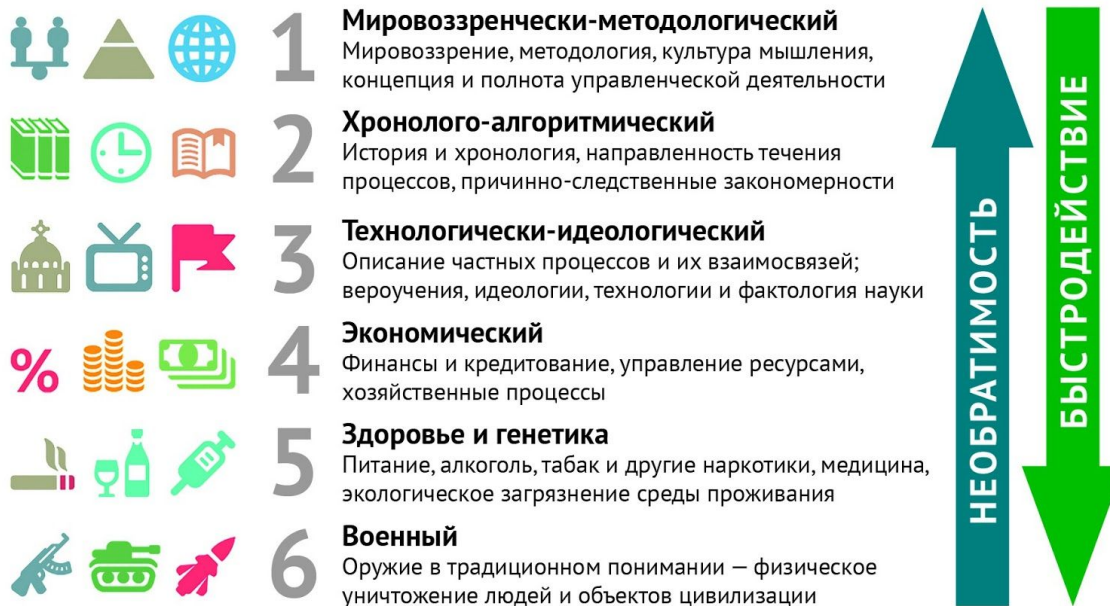 1
Мировоззренчески-методологический
Мировоззрение, методология, культура мышления,
концепция и полнота управленческой деятельности
2
Хронолого-алгоритмический
История и хронология, направленность течения
процессов, причинно-следственные закономерности
3
Технологически-идеологический
Описание частных процессов и их взаимосвязей;
вероучения, идеологии, технологии и фактология науки
%
4
Экономический
Финансы и кредитование, управление ресурсами,
хозяйственные процессы
5
Здоровье и генетика
Питание, алкоголь, табак и другие наркотики, медицина,
экологическое загрязнение среды проживания
6
Военный
Оружие в традиционном понимании — физическое
уничтожение людей и объектов цивилизации
НЕОБРАТИМОСТЬ
БЫСТРОДЕЙСТВИЕ